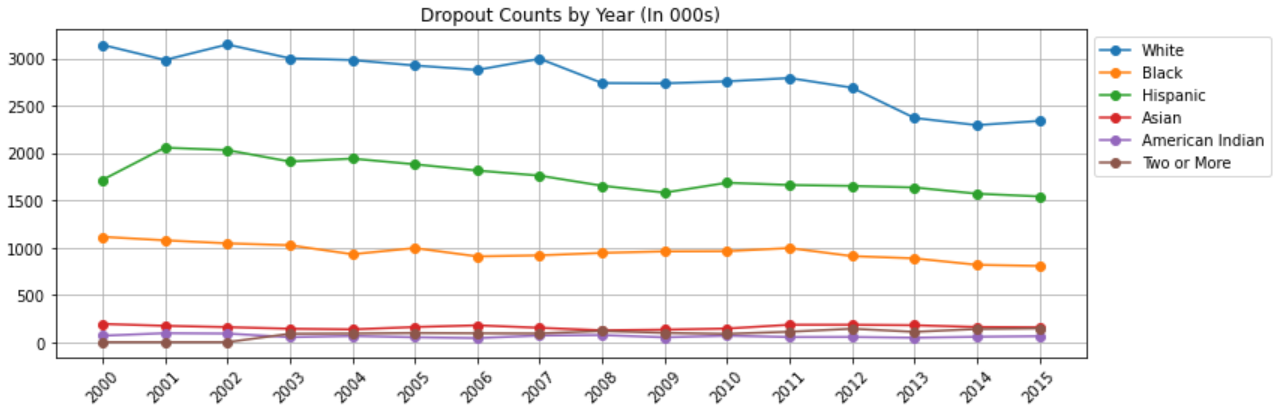 Dropout Counts by Year (In 000s)
3000
2500
2000
1500
1000
500
0
2000 2001 2002 2003 2004 2005 2006 2007 2008 2009 2010 2011 2012 2013 2014 2015
White
Black
Hispanic
Asian
American Indian
Two or More